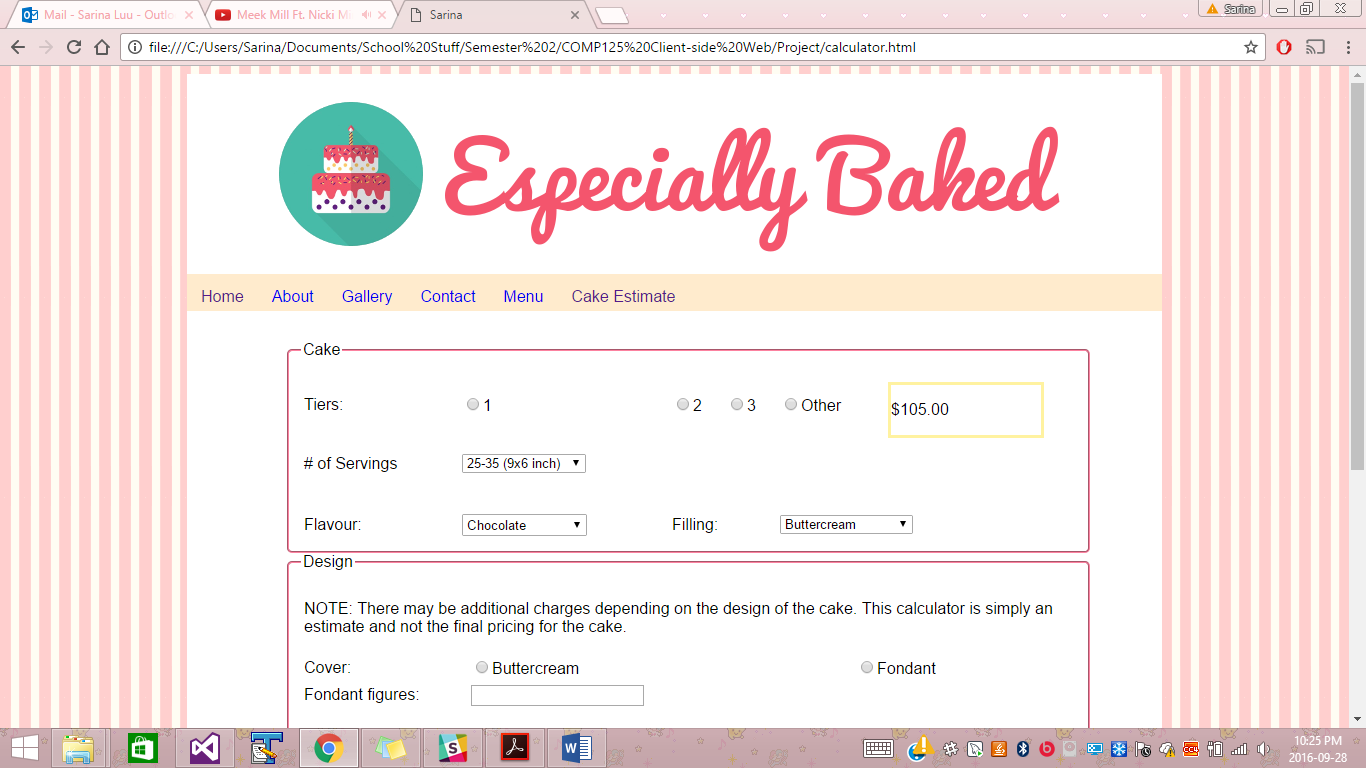 Mail - Sarina Luu - Outlo
Meek Mill Ft. Nicki M
Sarina
Sarina
file:///C:/Users/Sarina/Documents/School%20Stuff/Semester%202/COMP125%20Client-side%20Web/Project/calculator.html
Especially Baked
Home About Gallery Contact Menu Cake Estimate
Cake
Tiers: 1 2 3 Other $105.00
# of Servings 25-35 (9x6 inch)
Flavour: Chocolate Filling: Buttercream
Design
NOTE: There may be additional charges depending on the design of the cake. This calculator is simply an
estimate and not the final pricing for the cake.
Cover: Buttercream Fondant
Fondant figures:
10:25 PM
2016-09-28